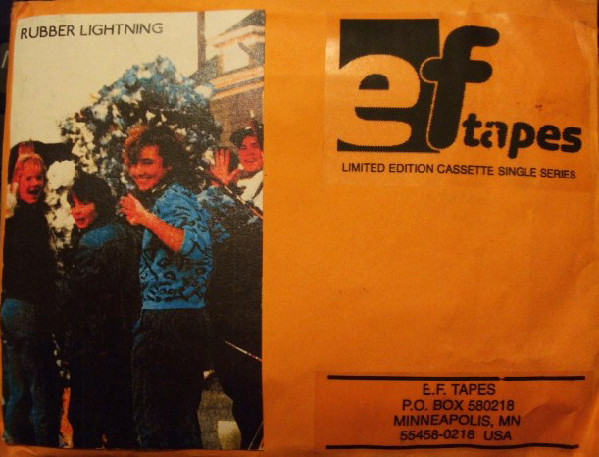 RUBBER LIGHTNING
ef
tapes
LIMITED EDITION CASSETTE SINGLE SERIES
E.F. TAPES
P.O. BOX 580218
MINNEAPOLIS, MN
55458-0218 USA